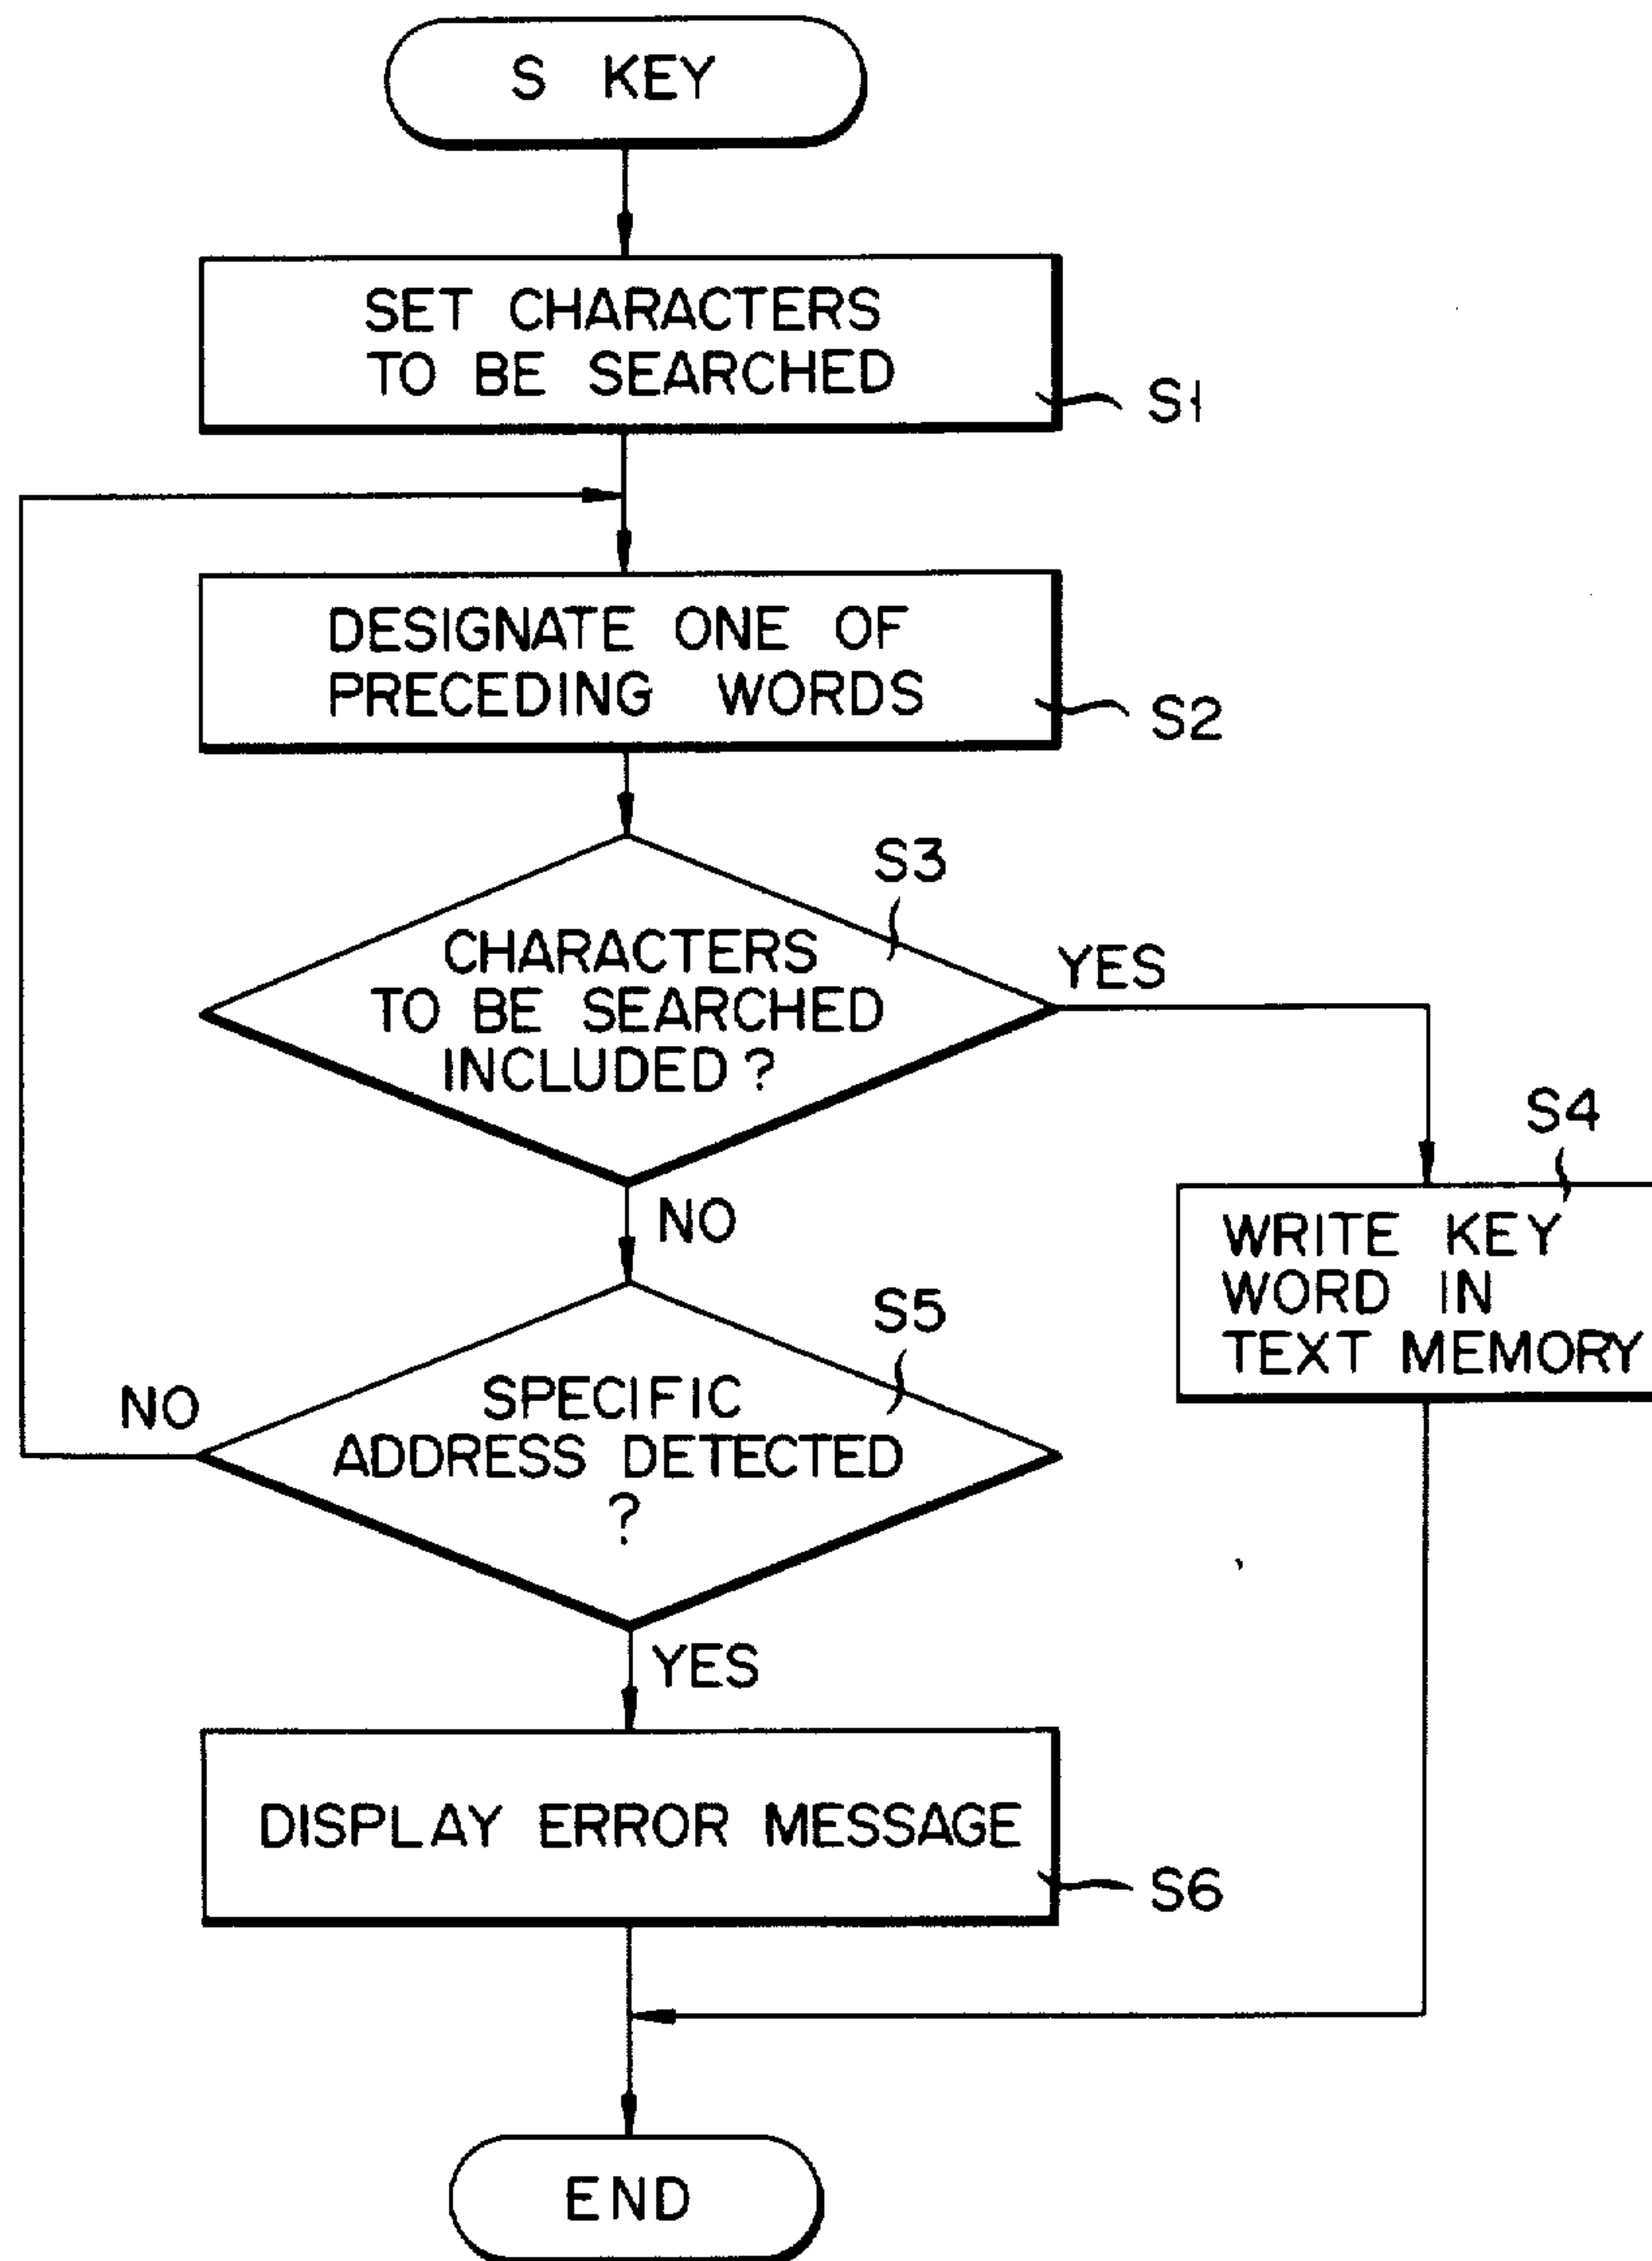 S KEY
SET CHARACTERS
TO BE SEARCHED
S1
DESIGNATE ONE OF
PRECEDING WORDS
S2
S3
CHARACTERS
TO BE SEARCHED
INCLUDED ?
YES
NO
S4
WRITE KEY
WORD IN
TEXT MEMORY
S5
SPECIFIC
ADDRESS DETECTED
?
NO
YES
DISPLAY ERROR MESSAGE
S6
END